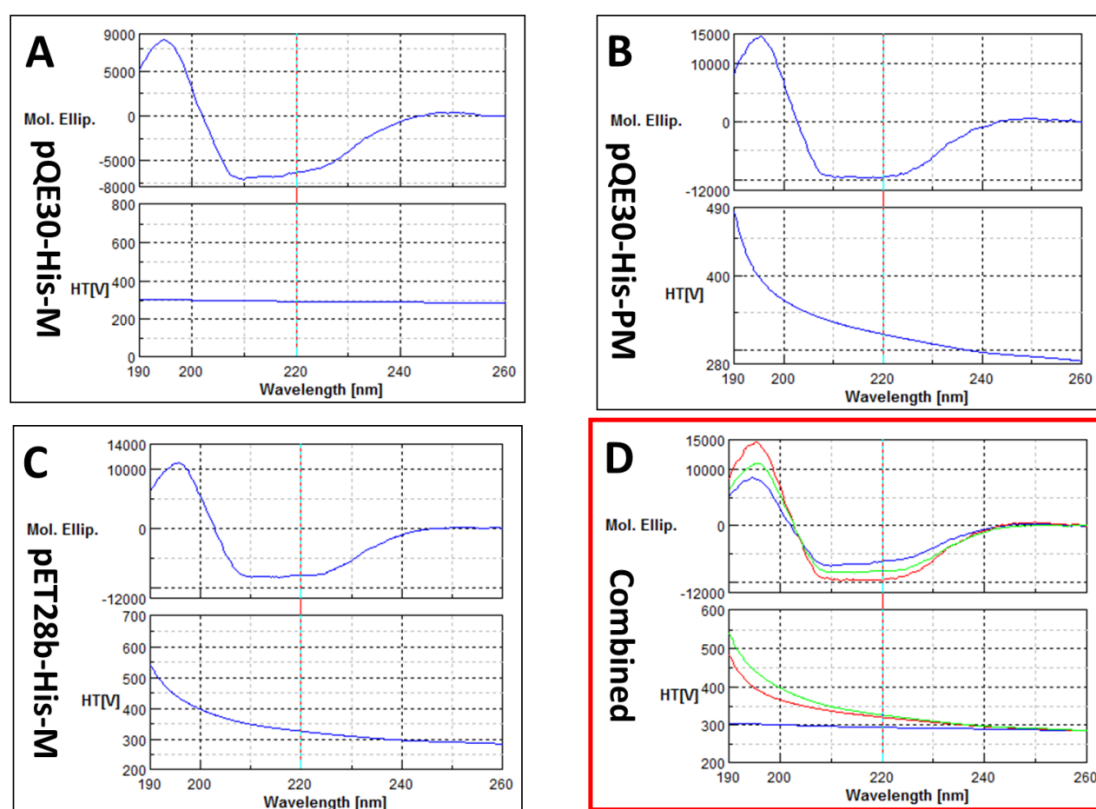 A
pQE30-His-M
9000
5000
0
-5000
-8000
Mol. Ellip.
800
600
400
200
0
HT[V]
190 200 220 240 260
Wavelength [nm]
B
pQE30-His-PM
15000
10000
0
-12000
Mol. Ellip.
490
400
280
HT[V]
190 200 220 240 260
Wavelength [nm]
C
pET28b-His-M
14000
10000
0
-12000
Mol. Ellip.
700
600
500
400
300
200
HT[V]
190 200 220 240 260
Wavelength [nm]
D
Combined
15000
10000
0
-12000
Mol. Ellip.
600
500
400
300
200
HT[V]
190 200 220 240 260
Wavelength [nm]